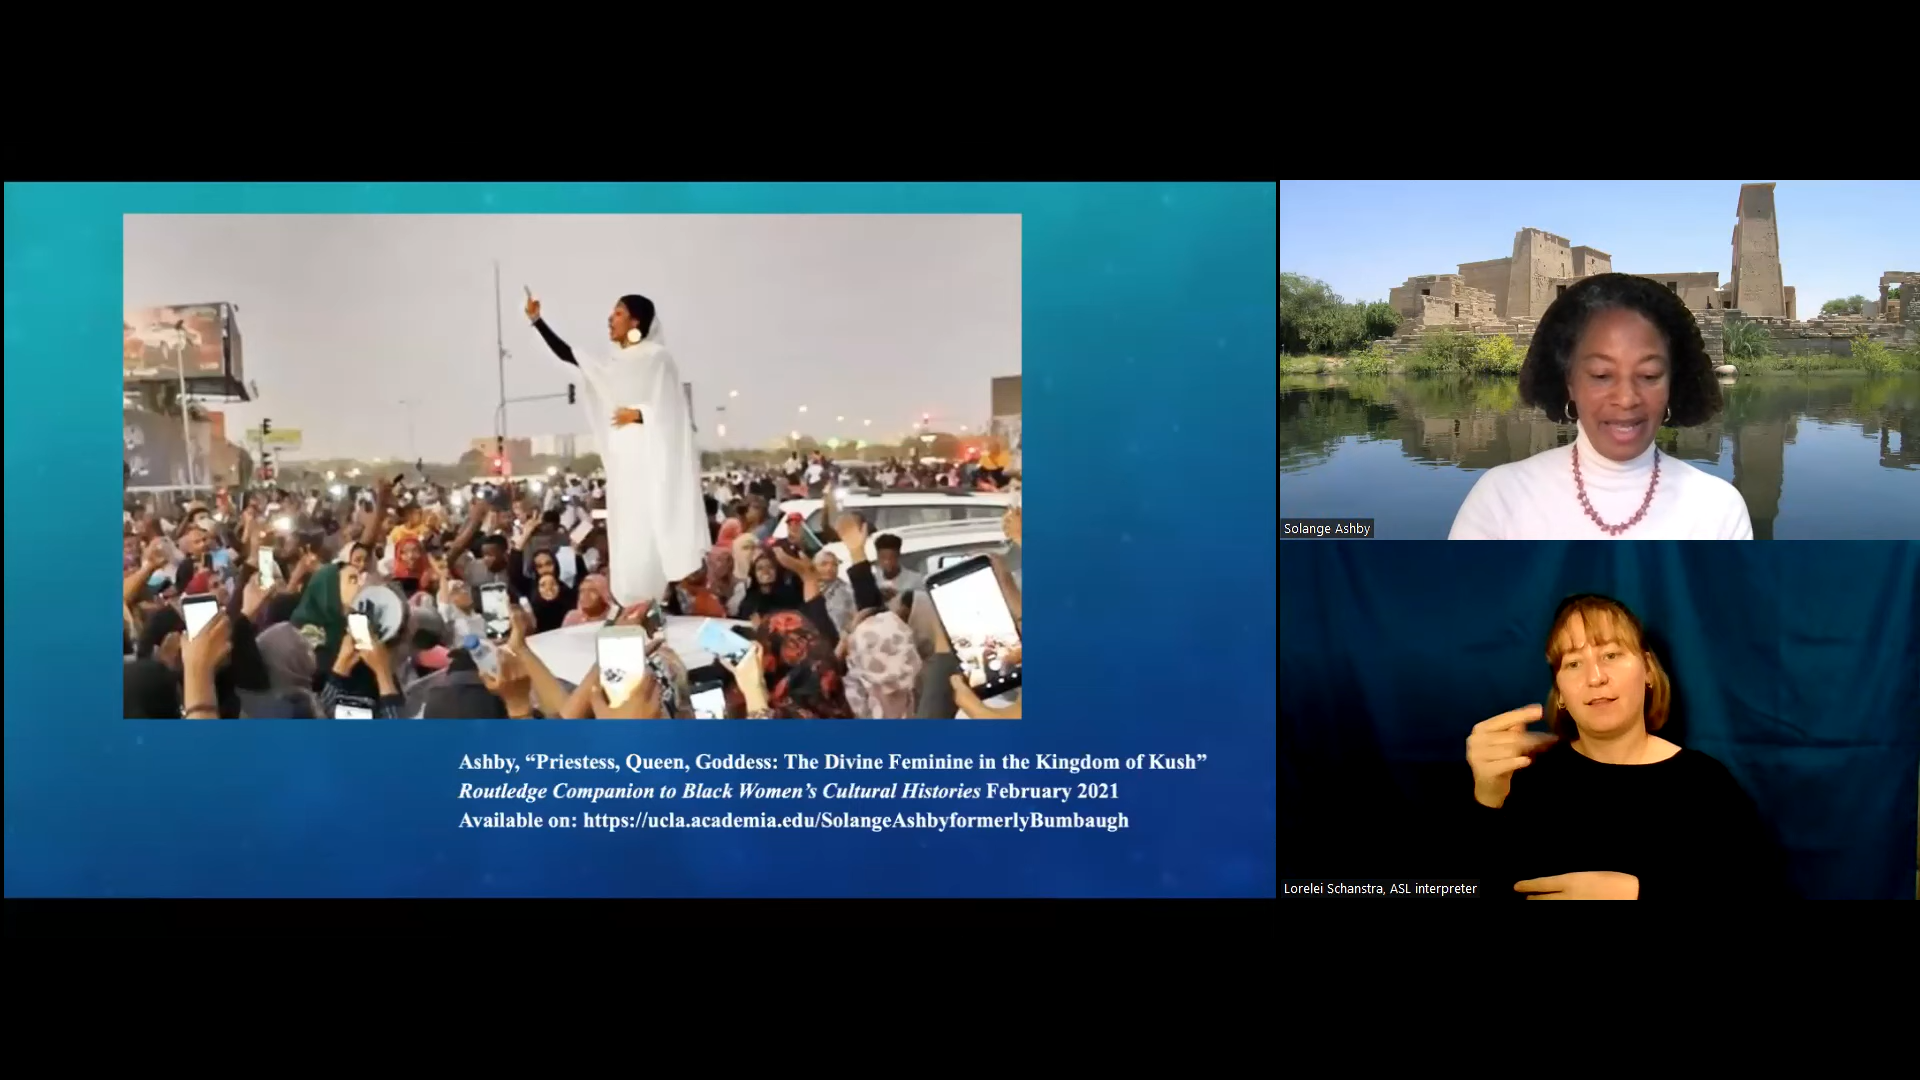 Ashby, “Priestess, Queen, Goddess: The Divine Feminine in the Kingdom of Kush”
Routledge Companion to Black Women’s Cultural Histories February 2021
Available on: https://ucla.academia.edu/SolangeAshbyformerlyBumbaugh
Solange Ashby
Lorelei Schanstra, ASL interpreter